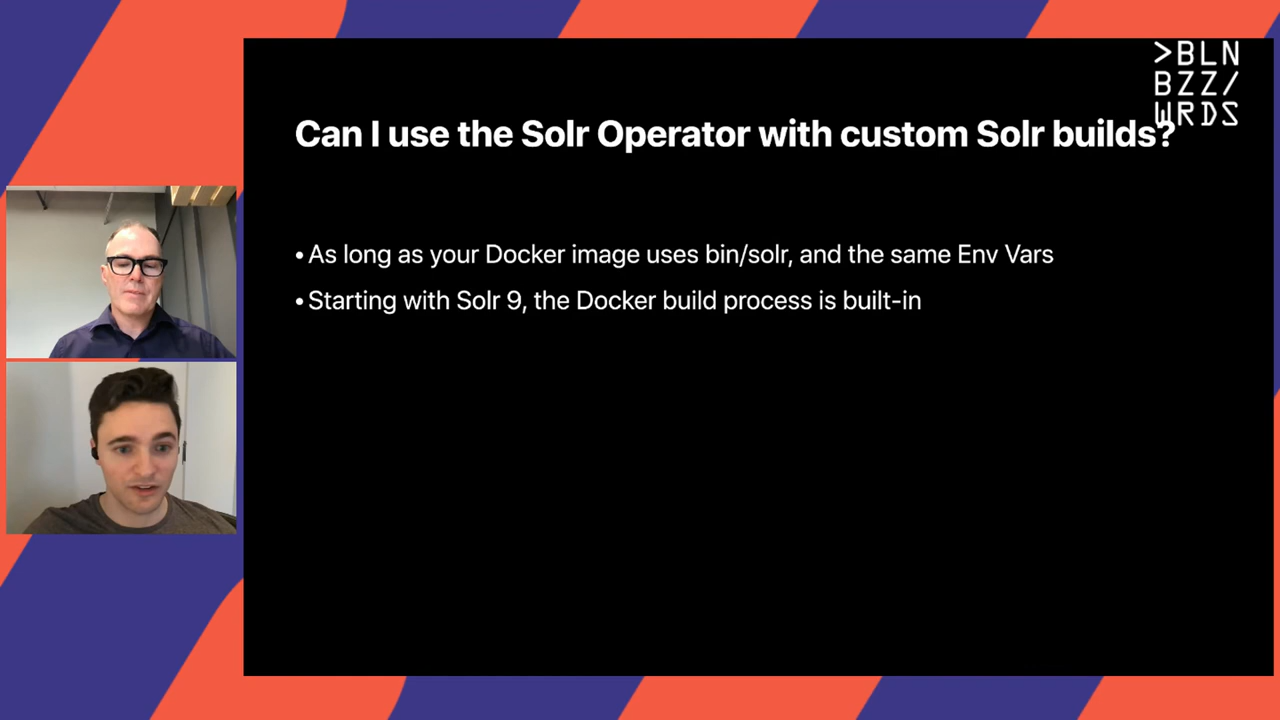 >BLN
BZZ/
WRDS
Can I use the Solr Operator with custom Solr builds?
• As long as your Docker image uses bin/solr, and the same Env Vars
• Starting with Solr 9, the Docker build process is built-in